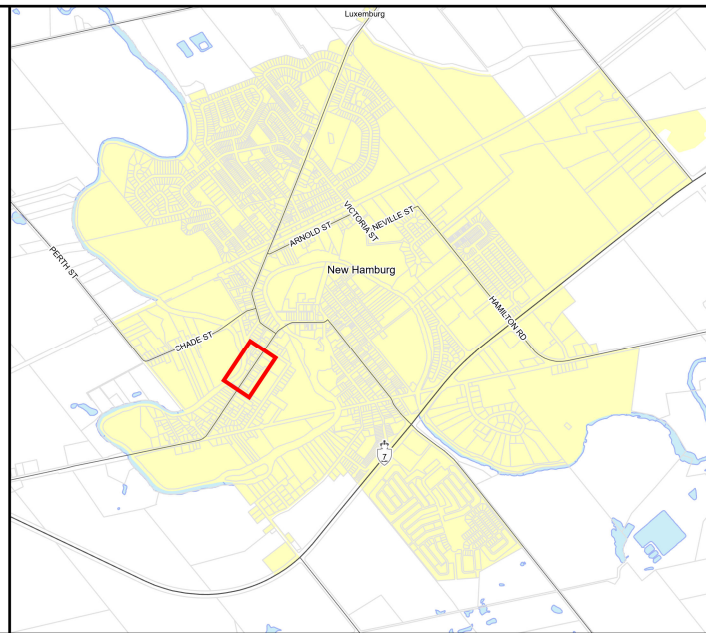 Luxemburg
VICTORIA ST
NEVILLE ST
ARNOLD ST
PERTH ST
New Hamburg
HAMILTON RD
CHADE ST
7